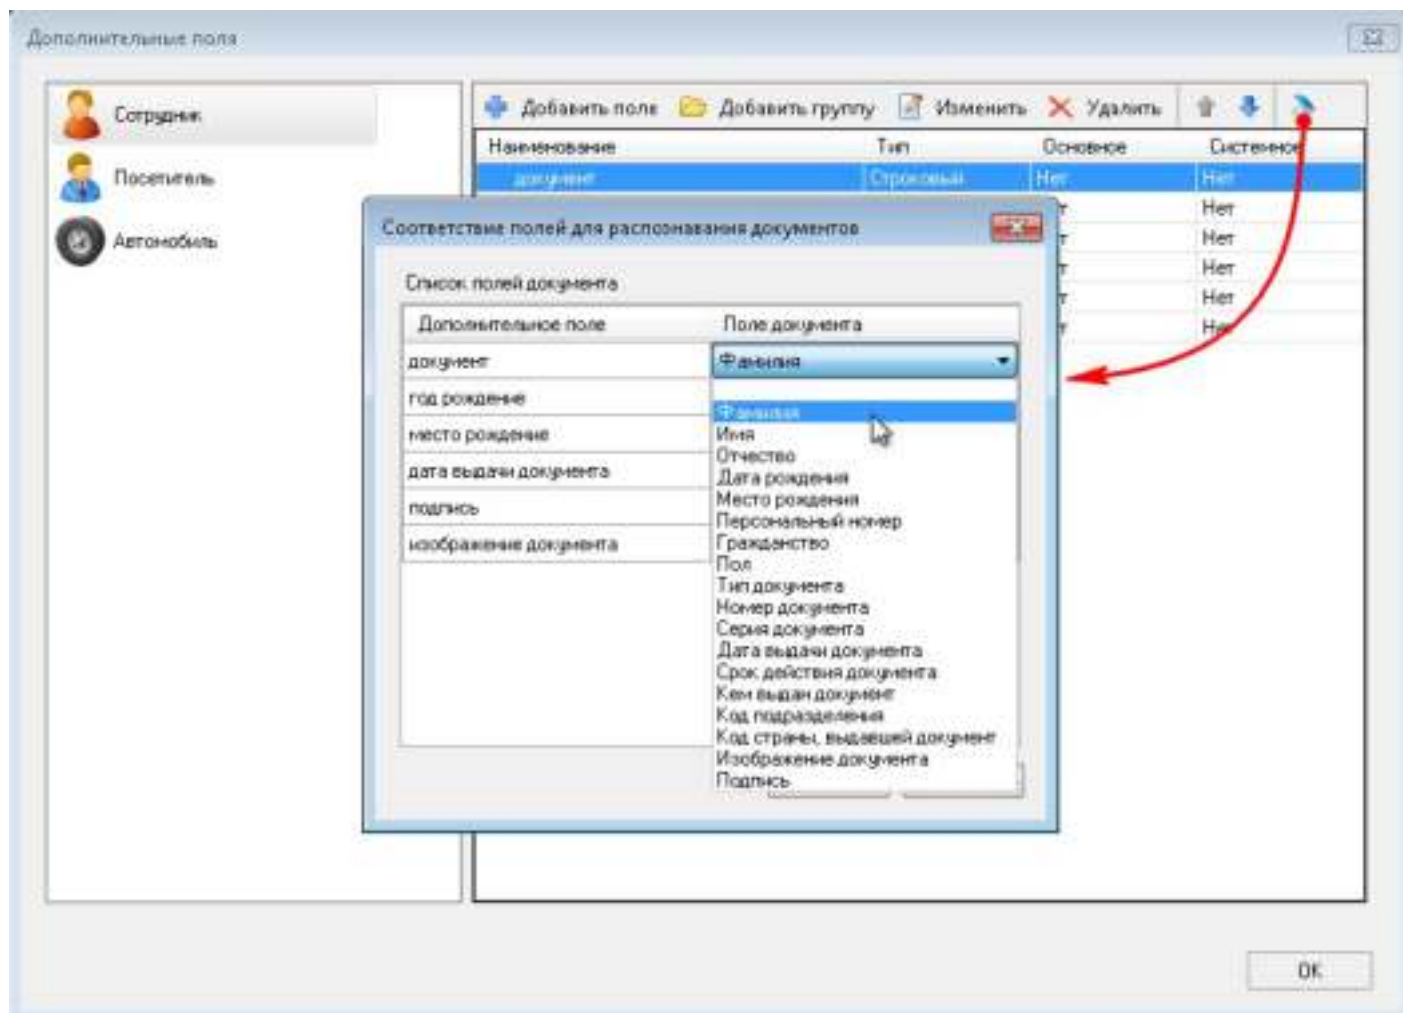 Дополнительные поля
Сотрудник
Посетитель
Автомобиль
Добавить поле Добавить группу Изменить Удалить
Наименование Тип Основное Системное
документ Строковый Нет Нет
Нет
Нет
Нет
Нет
Нет
Соответствие полей для распознавания документов
Список полей документа
Дополнительное поле Поле документа
документ Фамилия
год рождение
место рождение
дата выдачи документа
подпись
изображение документа
Фамилия
Имя
Отчество
Дата рождения
Место рождения
Персональный номер
Гражданство
Пол
Тип документа
Номер документа
Серия документа
Дата выдачи документа
Срок действия документа
Кем выдан документ
Код подразделения
Код страны, выдавшей документ
Изображение документа
Подпись
OK